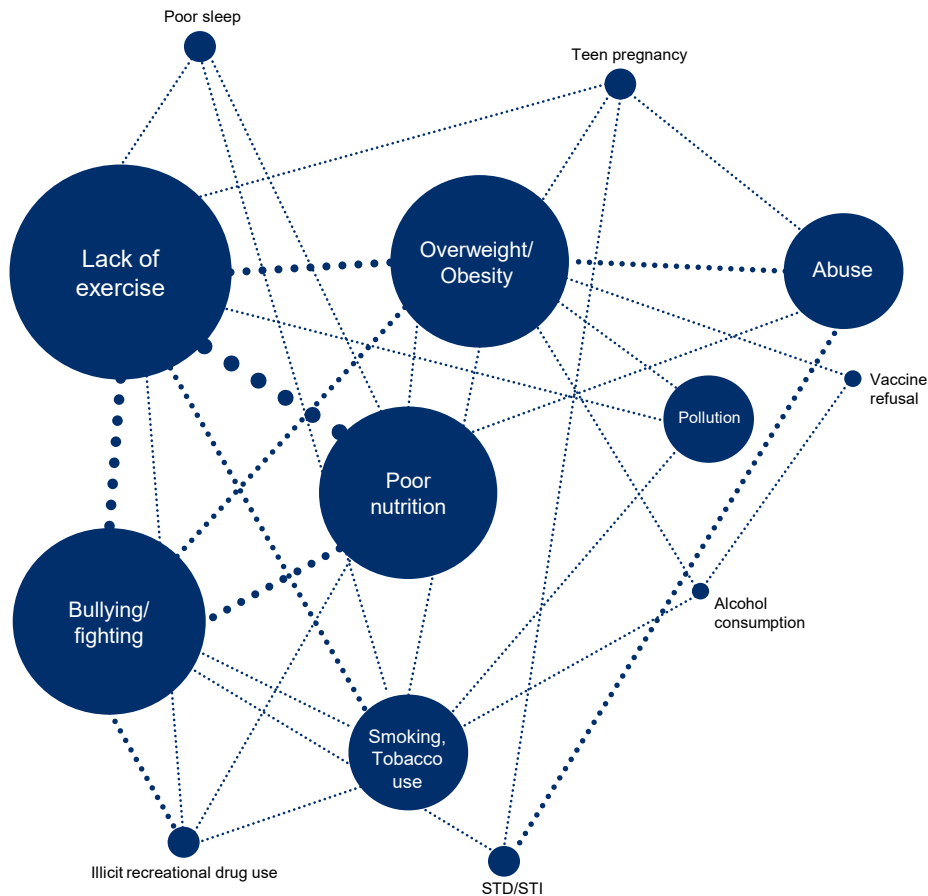 Poor sleep
Teen pregnancy
Lack of
exercise
Overweight/
Obesity
Abuse
Vaccine
refusal
Pollution
Poor
nutrition
Bullying/
fighting
Alcohol
consumption
Smoking,
Tobacco
use
Illicit recreational drug use
STD/STI